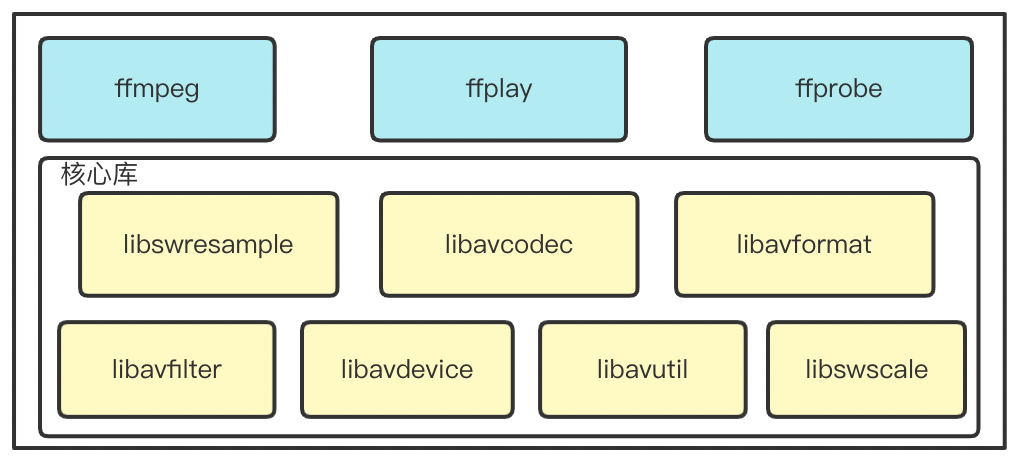 ffmpeg
ffplay
ffprobe
核心库
libswresample
libavcodec
libavformat
libavfilter
libavdevice
libavutil
libswscale